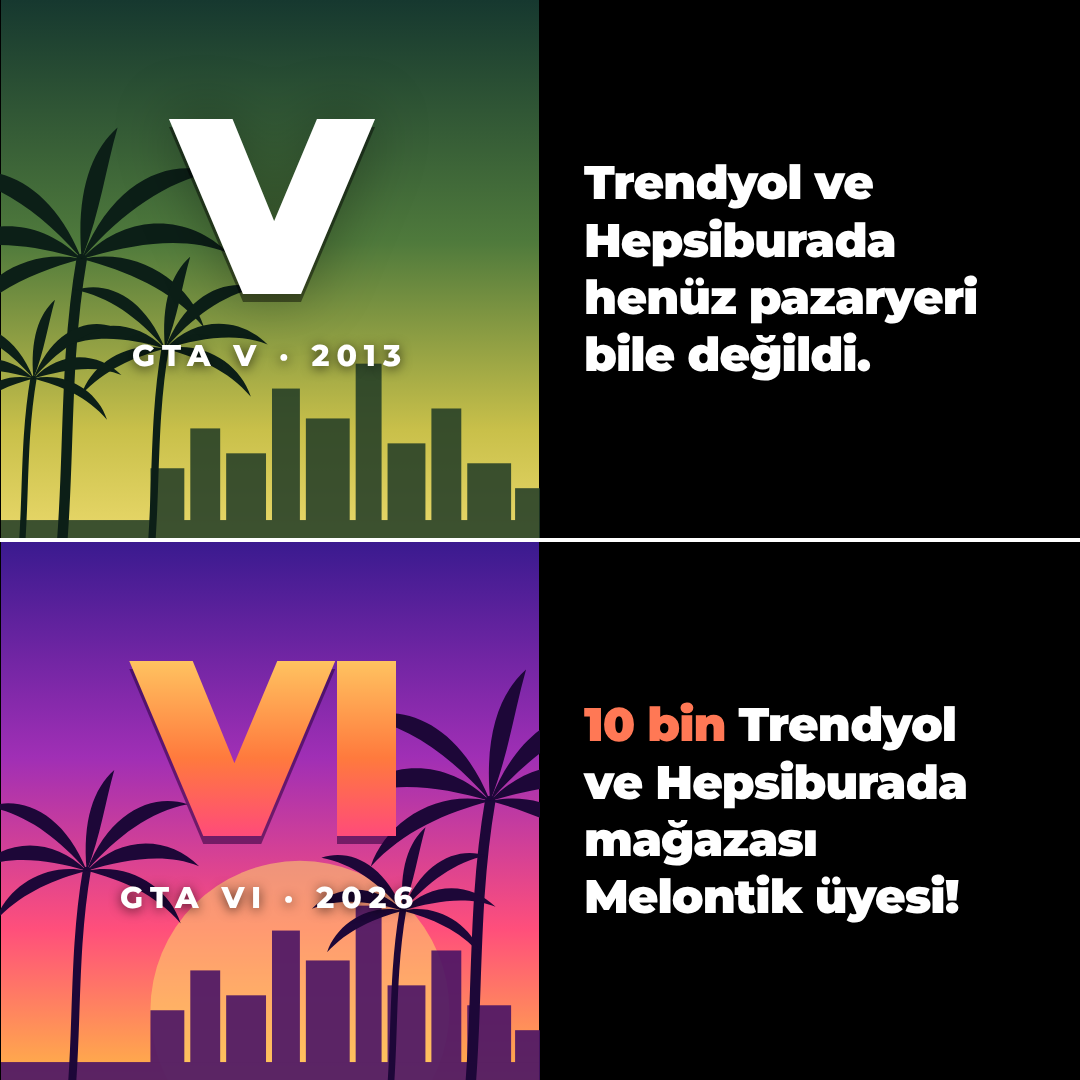 V
GTA V • 2013
Trendyol ve
Hepsiburada
henüz pazaryeri
bile değildi.
VI
GTA VI • 2026
10 bin Trendyol
ve Hepsiburada
mağazası
Melontik üyesi!